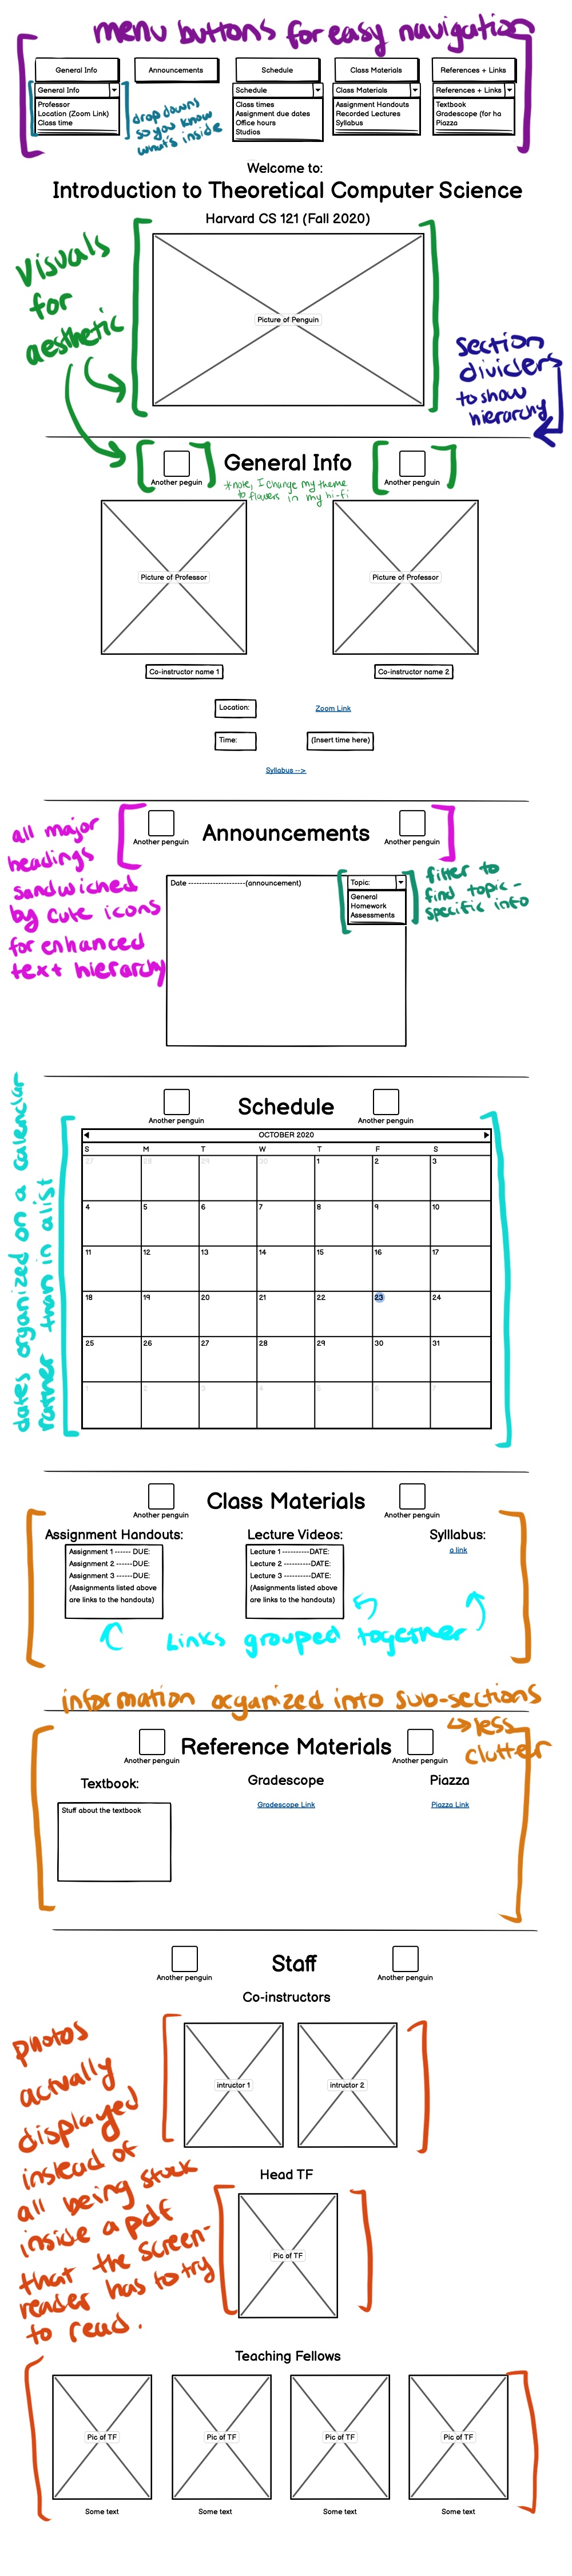 menu buttons for easy navigation
General Info
Announcements
Schedule
Class Materials
References + Links
General Info
Professor
Location (Zoom Link)
Class time
drop downs
so you know
what's inside
Schedule
Class times
Assignment due dates
Office hours
Studios
Class Materials
Assignment Handouts
Recorded Lectures
Syllabus
References + Links
Textbook
Gradescope (for ha
Piazza
Welcome to:
Introduction to Theoretical Computer Science
Harvard CS 121 (Fall 2020)
Visuals
for
aesthetic
Picture of Penguin
Section
dividers
to show
hierarchy
Another peguin
General Info
Another penguin
*note, I change my theme
to flowers in my hi-fi
Picture of Professor
Picture of Professor
Co-instructor name 1
Co-instructor name 2
Location:
Zoom Link
Time:
(Insert time here)
Syllabus -->
all major
headings
sandwiched
by cute icons
for enhanced
text hierarchy
Another penguin
Announcements
Another penguin
Date ---------------------(announcement)
Topic:
General
Homework
Assessments
filter to
find topic-
specific info
Another penguin
Schedule
Another penguin
dates organized on a calendar
rather than in a list
OCTOBER 2020
S M T W T F S
27 28 29 30 1 2 3
4 5 6 7 8 9 10
11 12 13 14 15 16 17
18 19 20 21 22 23 24
25 26 27 28 29 30 31
1 2 3 4 5 6 7
Another penguin
Class Materials
Another penguin
Assignment Handouts:
Assignment 1 ------ DUE:
Assignment 2 ------ DUE:
Assignment 3 ------ DUE:
(Assignments listed above
are links to the handouts)
Lecture Videos:
Lecture 1 ----------DATE:
Lecture 2 ----------DATE:
Lecture 3 ----------DATE:
(Assignments listed above
are links to the handouts)
Sylllabus:
a link
Links grouped together
information organized into sub-sections
less
clutter
Another penguin
Reference Materials
Another penguin
Textbook:
Stuff about the textbook
Gradescope
Gradescope Link
Piazza
Piazza Link
Another penguin
Staff
Another penguin
Co-instructors
intructor 1
intructor 2
photos
actually
displayed
instead of
all being stuck
inside a pdf
that the screen-
reader has to try
to read.
Head TF
Pic of TF
Teaching Fellows
Pic of TF
Pic of TF
Pic of TF
Pic of TF
Some text
Some text
Some text
Some text